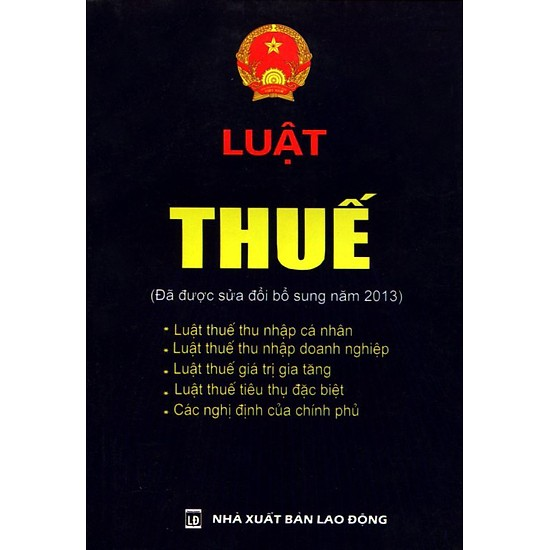 LUẬT
THUẾ
(Đã được sửa đổi bổ sung năm 2013)
• Luật thuế thu nhập cá nhân
• Luật thuế thu nhập doanh nghiệp
• Luật thuế giá trị gia tăng
• Luật thuế tiêu thụ đặc biệt
• Các nghị định của chính phủ
LĐ NHÀ XUẤT BẢN LAO ĐỘNG